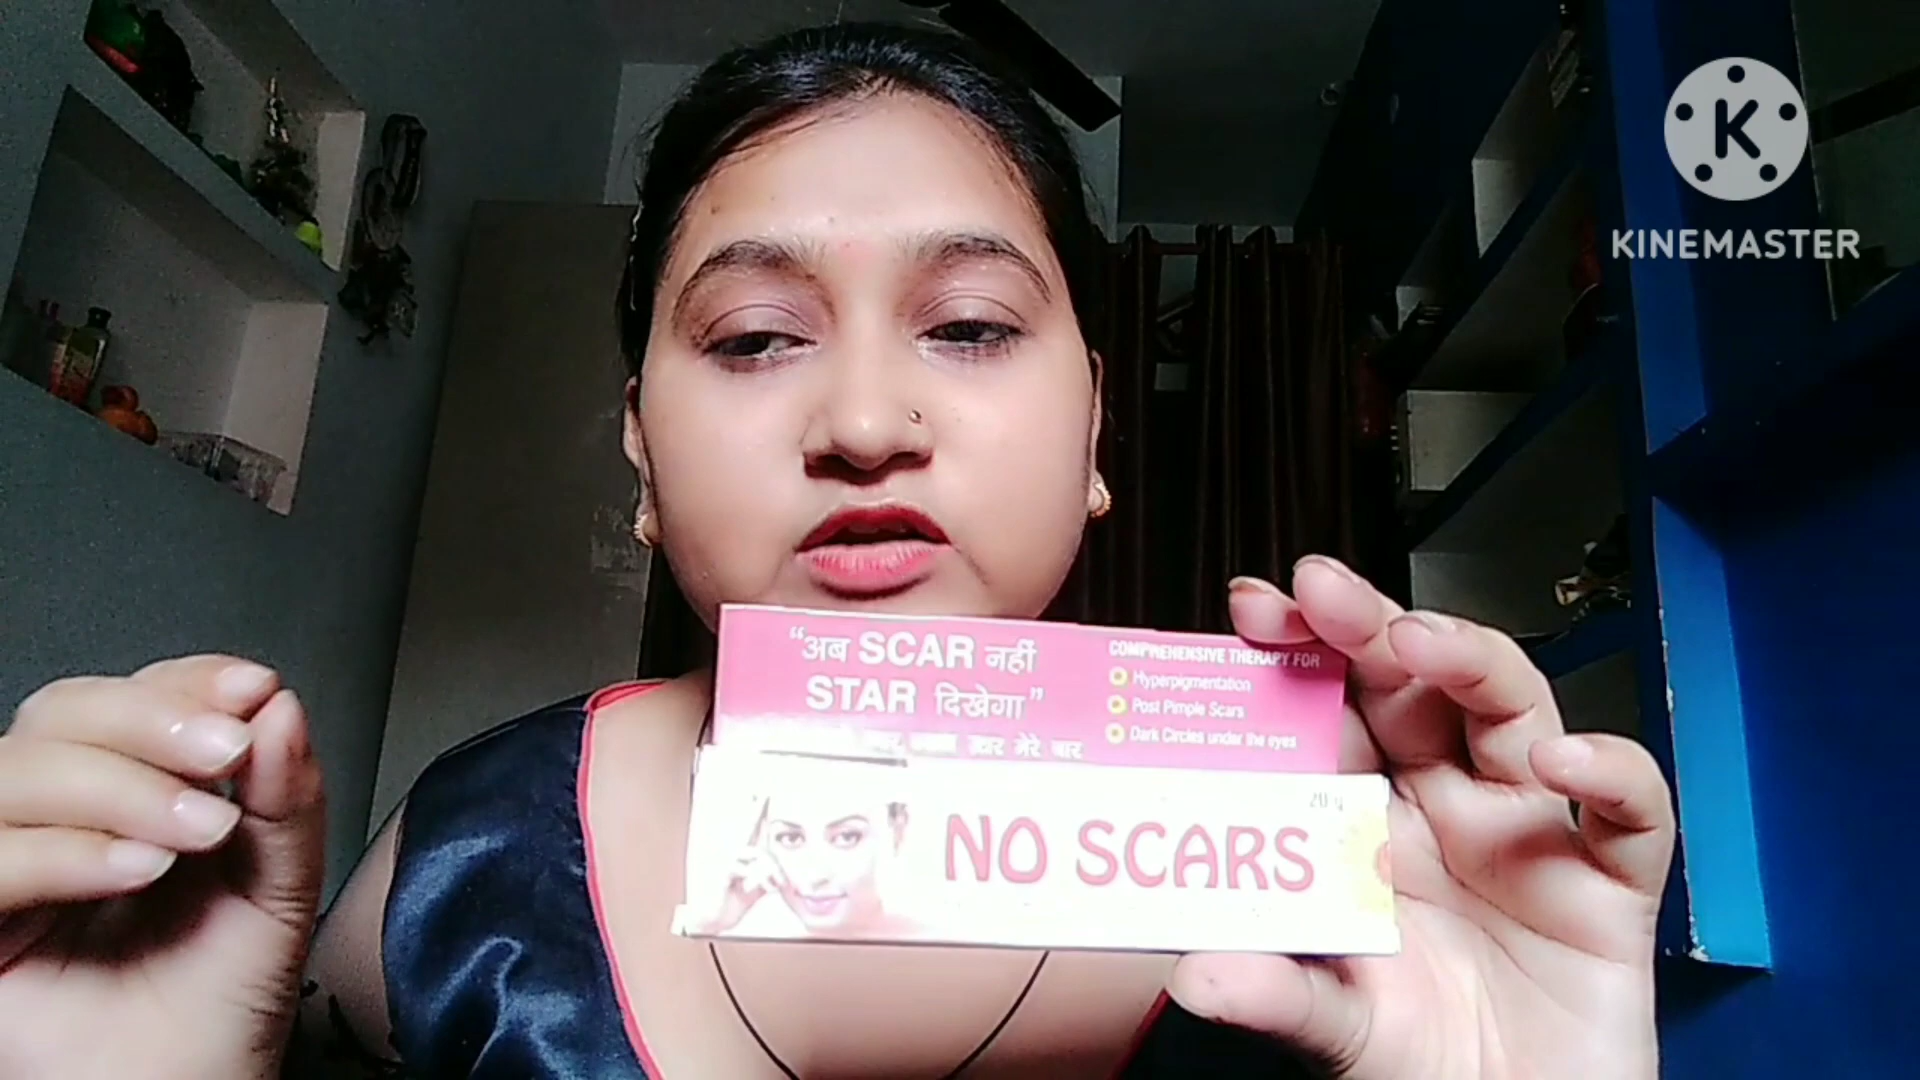 K
KINEMASTER
“अब SCAR नहीं
STAR दिखेगा”
मेरे
COMPREHENSIVE THERAPY FOR
Hyperpigmentation
Post Pimple Scars
Dark Circles under the eyes
20 g
NO SCARS